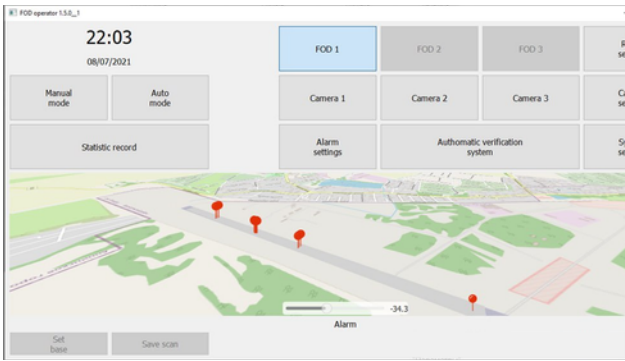 FOD operator 1.5.0__1
22:03
08/07/2021
FOD 1
FOD 2
FOD 3
Manual
mode
Auto
mode
Camera 1
Camera 2
Camera 3
Statistic record
Alarm
settings
Authomatic verification
system
-34.3
Alarm
Set
base
Save scan